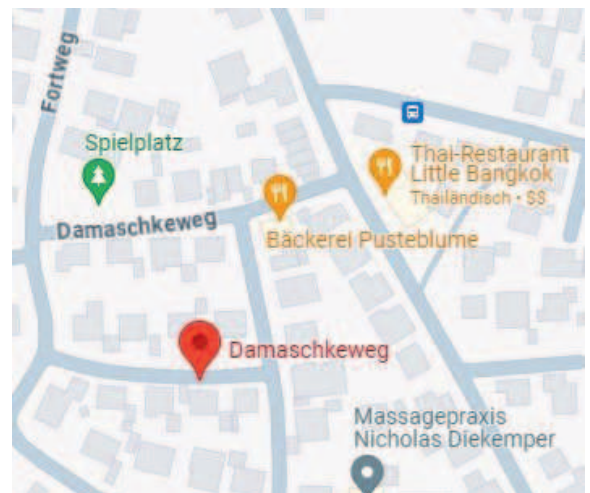 Fortweg
Spielplatz
Thai-Restaurant
Little Bangkok
Thailändisch • $$
Damaschkeweg
Bäckerei Pusteblume
Damaschkeweg
Massagepraxis
Nicholas Diekemper